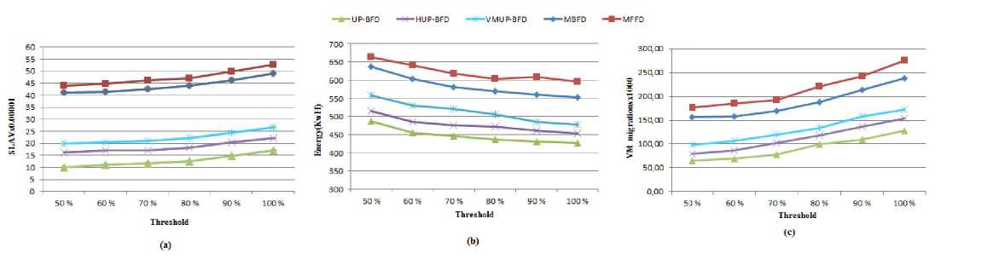 UP-BFD HUP-BFD VMUP-BFD MBFD MFFD
SLAVx0.00001
60
55
50
45
40
35
30
25
20
15
10
5
0
50 % 60 % 70 % 80 % 90 % 100 %
Threshold
(a)
Energy(KwH)
700
650
600
550
500
450
400
350
300
50 % 60 % 70 % 80 % 90 % 100 %
Threshold
(b)
VM migrationsx1000
300,00
250,00
200,00
150,00
100,00
50,00
0,00
50 % 60 % 70 % 80 % 90 % 100 %
Threshold
(c)